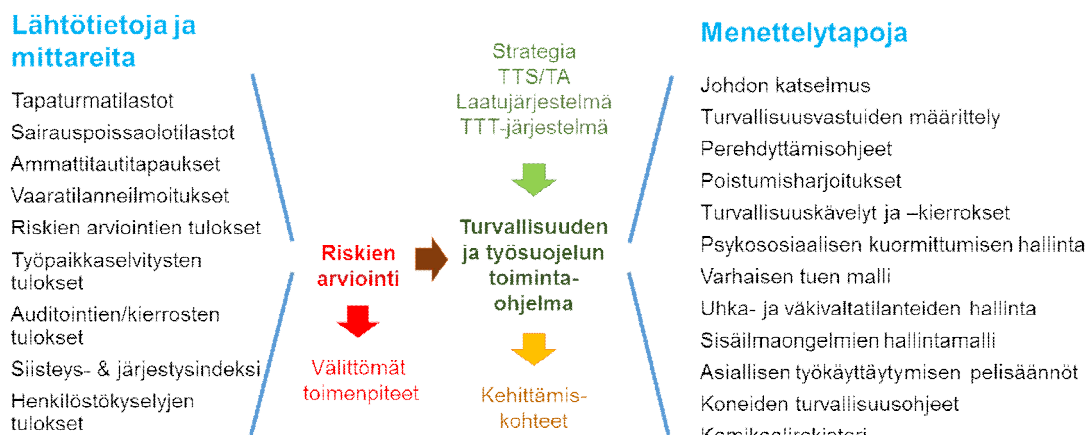 Lähtötietoja ja
mittareita
Tapaturmatilastot
Sairauspoissaolotilastot
Ammattitautitapaukset
Vaaratilanneilmoitukset
Riskien arviointien tulokset
Työpaikkaselvitysten
tulokset
Auditointien/kierrosten
tulokset
Siisteys- & järjestysindeksi
Henkilöstökyselyjen
tulokset
Riskien
arviointi
Välittömät
toimenpiteet
Strategia
TTS/TA
Laatujärjestelmä
TTT-järjestelmä
Turvallisuuden
ja työsuojelun
toiminta-
ohjelma
Kehittämis-
kohteet
Menettelytapoja
Johdon katselmus
Turvallisuusvastuiden määrittely
Perehdyttämisohjeet
Poistumisharjoitukset
Turvallisuuskävelyt ja –kierrokset
Psykososiaalisen kuormittumisen hallinta
Varhaisen tuen malli
Uhka- ja väkivaltatilanteiden hallinta
Sisäilmaongelmien hallintamalli
Asiallisen työkäyttäytymisen pelisäännöt
Koneiden turvallisuusohjeet